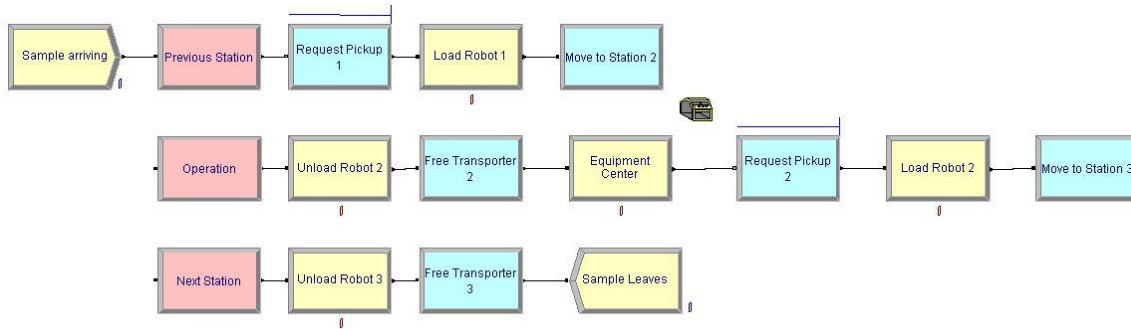 Sample arriving
Previous Station
Request Pickup
1
Load Robot 1
Move to Station 2
Operation
Unload Robot 2
Free Transporter
2
Equipment
Center
Request Pickup
2
Load Robot 2
Move to Station 3
Next Station
Unload Robot 3
Free Transporter
3
Sample Leaves